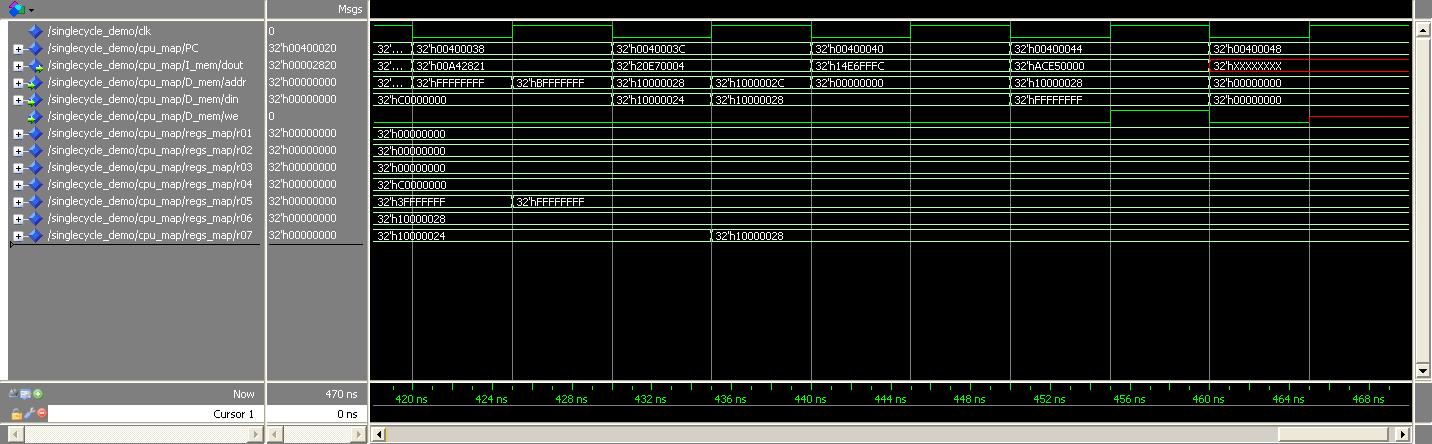 Msgs
/singlecycle_demo/clk 0
/singlecycle_demo/cpu_map/PC 32'h00400020 32'... 32'h00400038 32'h0040003C 32'h00400040 32'h00400044 32'h00400048
/singlecycle_demo/cpu_map/I_mem/dout 32'h00002820 32'... 32'h00A42821 32'h20E70004 32'h14E6FFFC 32'hACE50000 32'hXXXXXXXX
/singlecycle_demo/cpu_map/D_mem/addr 32'h00000000 32'... 32'hFFFFFFFF 32'hBFFFFFFF 32'h10000028 32'h1000002C 32'h00000000 32'h10000028 32'h00000000
/singlecycle_demo/cpu_map/D_mem/din 32'h00000000 32'hC0000000 32'h10000024 32'h10000028 32'hFFFFFFFF 32'h00000000
/singlecycle_demo/cpu_map/D_mem/we 0
/singlecycle_demo/cpu_map/regs_map/r01 32'h00000000 32'h00000000
/singlecycle_demo/cpu_map/regs_map/r02 32'h00000000 32'h00000000
/singlecycle_demo/cpu_map/regs_map/r03 32'h00000000 32'h00000000
/singlecycle_demo/cpu_map/regs_map/r04 32'h00000000 32'hC0000000
/singlecycle_demo/cpu_map/regs_map/r05 32'h00000000 32'h3FFFFFFF 32'hFFFFFFFF
/singlecycle_demo/cpu_map/regs_map/r06 32'h00000000 32'h10000028
/singlecycle_demo/cpu_map/regs_map/r07 32'h00000000 32'h10000024 32'h10000028
Now 470 ns 420 ns 424 ns 428 ns 432 ns 436 ns 440 ns 444 ns 448 ns 452 ns 456 ns 460 ns 464 ns 468 ns
Cursor 1 0 ns